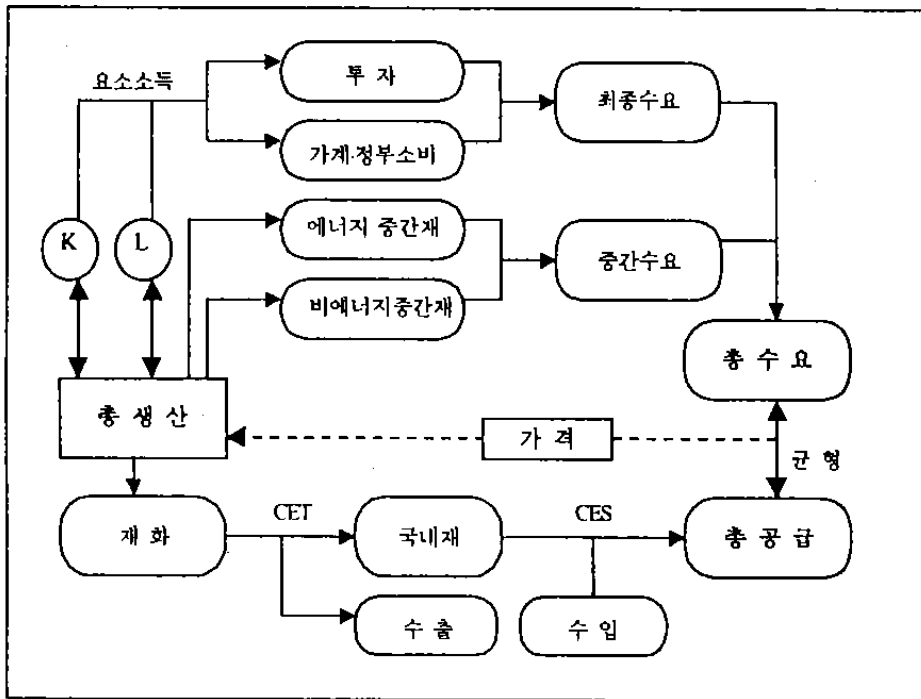 투 자
요소소득
최종수요
가계·정부소비
K
L
에너지 중간재
중간수요
비에너지중간재
총 수 요
총 생 산
가 격
균 형
재 화
CET
국내재
CES
총 공 급
수 출
수 입